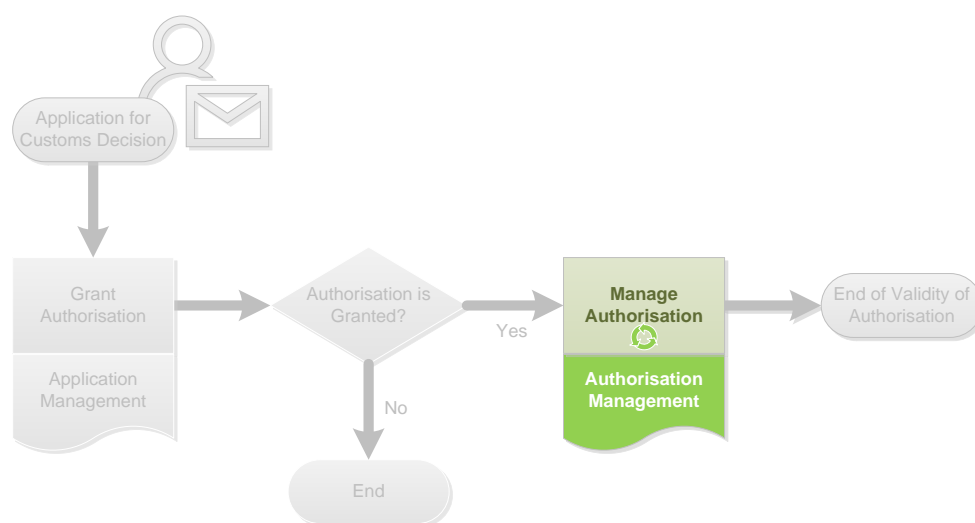 Application for
Customs Decision
Grant
Authorisation
Application
Management
Authorisation is
Granted?
Yes
No
End
Manage
Authorisation
Authorisation
Management
End of Validity of
Authorisation